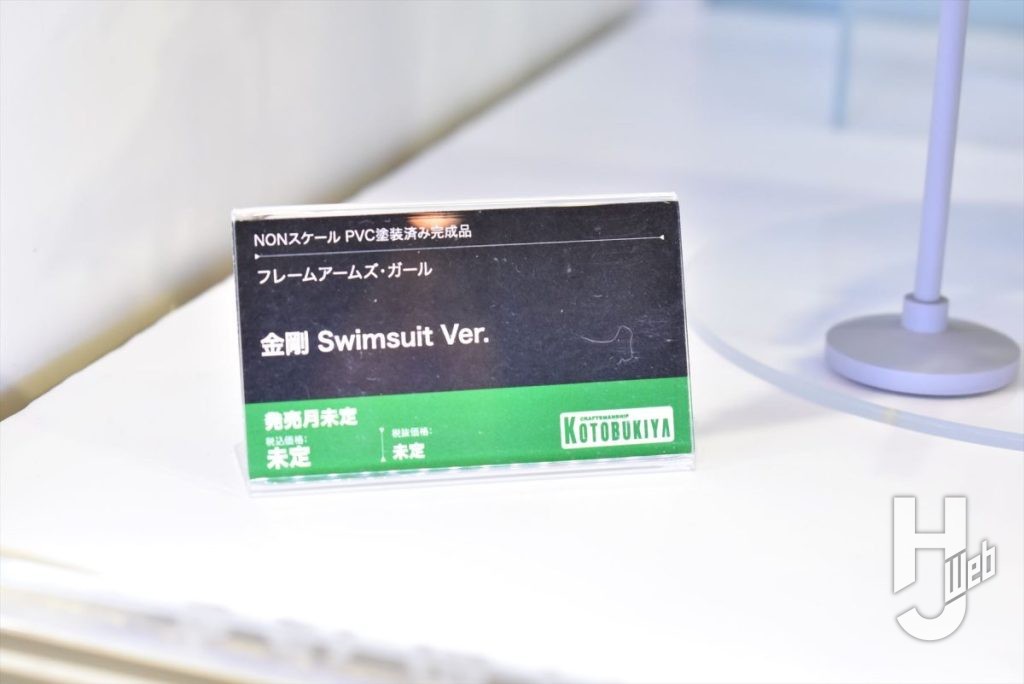 NONスケール PVC塗装済み完成品
フレームアームズ・ガール
金剛 Swimsuit Ver.
発売月未定
税込価格:
未定
税抜価格:
未定
CRAFTSMANSHIP
KOTOBUKIYA
HJ Web